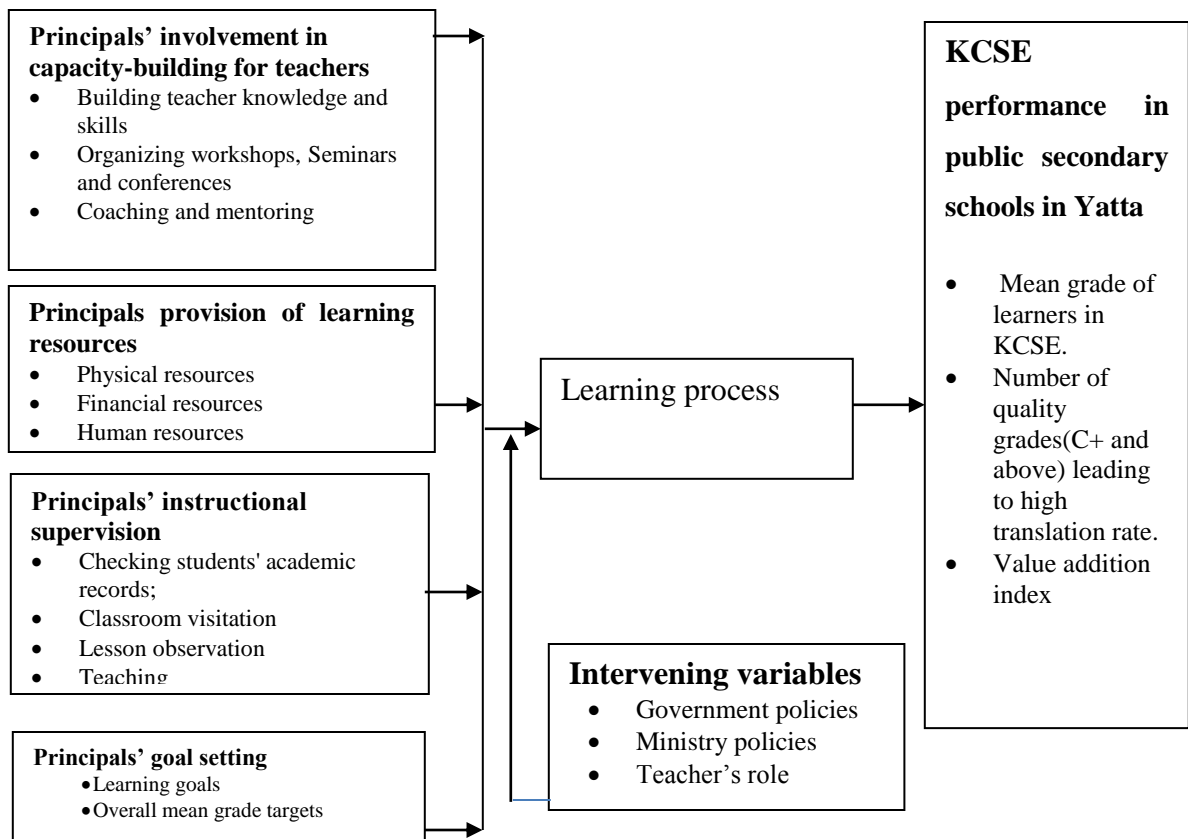 Principals’ involvement in
capacity-building for teachers
• Building teacher knowledge and
skills
• Organizing workshops, Seminars
and conferences
• Coaching and mentoring
Principals provision of learning
resources
• Physical resources
• Financial resources
• Human resources
Principals’ instructional
supervision
• Checking students' academic
records;
• Classroom visitation
• Lesson observation
• Teaching
Principals’ goal setting
• Learning goals
• Overall mean grade targets
Learning process
Intervening variables
• Government policies
• Ministry policies
• Teacher’s role
KCSE
performance in
public secondary
schools in Yatta
• Mean grade of
learners in
KCSE.
• Number of
quality
grades(C+ and
above) leading
to high
translation rate.
• Value addition
index